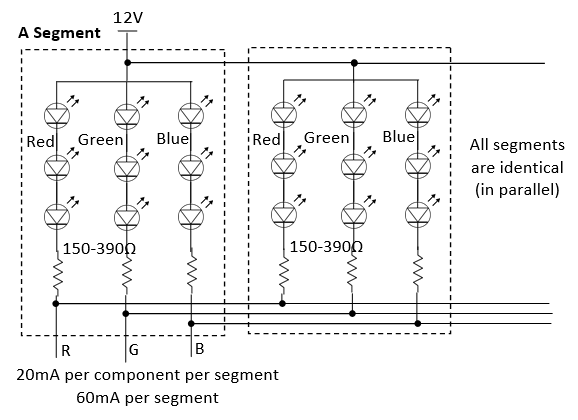 12V
A Segment
Red Green Blue
Red Green Blue
All segments
are identical
(in parallel)
150-390Ω
150-390Ω
R G B
20mA per component per segment
60mA per segment